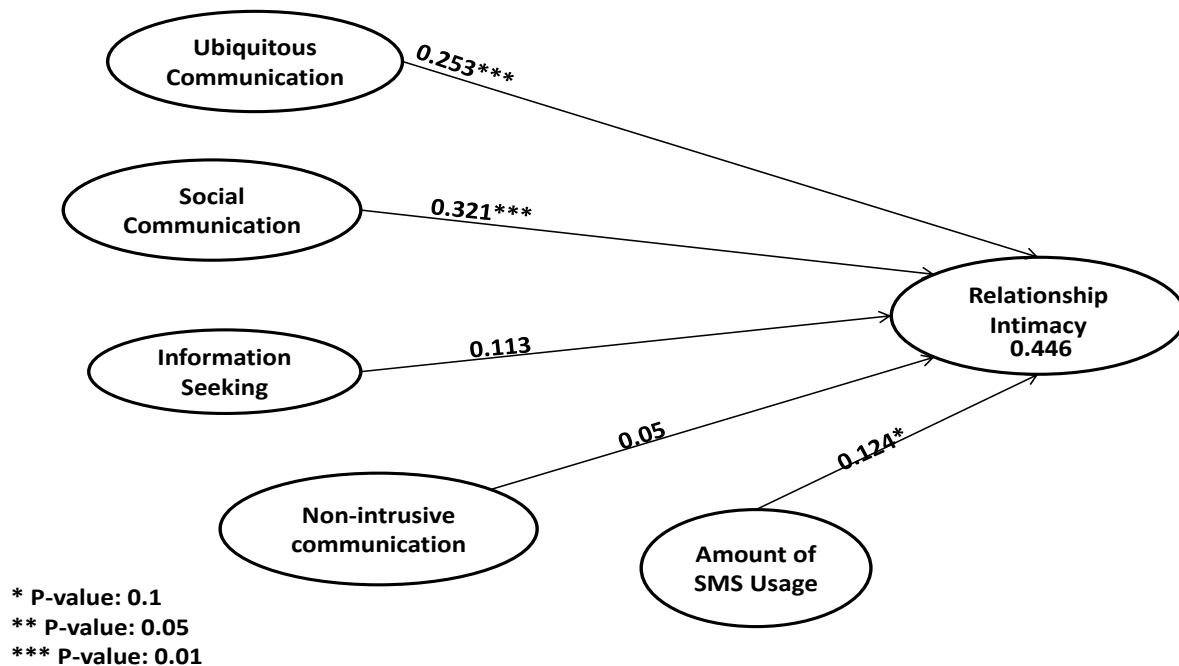 Ubiquitous
Communication
0.253***
Social
Communication
0.321***
Relationship
Intimacy
0.446
Information
Seeking
0.113
0.05
0.124*
Non-intrusive
communication
Amount of
SMS Usage
* P-value: 0.1
** P-value: 0.05
*** P-value: 0.01